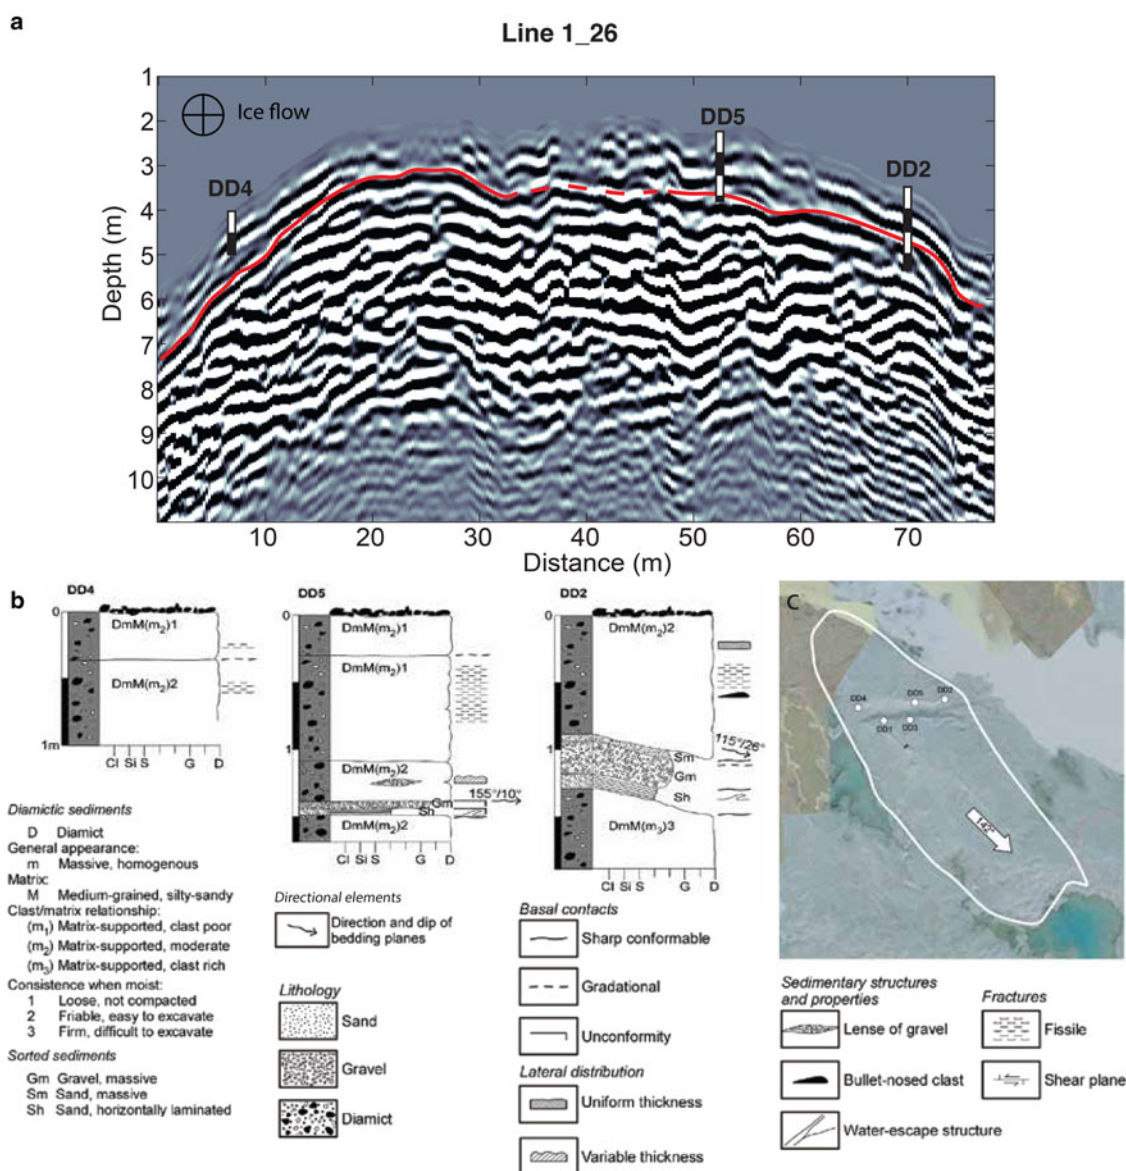 a
Line 1_26
Ice flow
DD5
DD2
DD4
Depth (m)
1
2
3
4
5
6
7
8
9
10
10 20 30 40 50 60 70
Distance (m)
b
DD4
0
DmM(m2)1
DmM(m2)2
1m
Cl Si S G D
DD5
0
DmM(m2)1
DmM(m2)1
1
DmM(m2)2
Gm
155°/10°
Sh
DmM(m2)2
Cl Si S G D
DD2
0
DmM(m2)2
1
115°/26°
Sm
Gm
Sh
DmM(m3)3
Cl Si S G D
C
DD4
DD5
DD2
DD1
DD3
142°
Diamictic sediments
D Diamict
General appearance:
m Massive, homogenous
Matrix:
M Medium-grained, silty-sandy
Clast/matrix relationship:
(m1) Matrix-supported, clast poor
(m2) Matrix-supported, moderate
(m3) Matrix-supported, clast rich
Consistence when moist:
1 Loose, not compacted
2 Friable, easy to excavate
3 Firm, difficult to excavate
Sorted sediments
Gm Gravel, massive
Sm Sand, massive
Sh Sand, horizontally laminated
Directional elements
Direction and dip of
bedding planes
Lithology
Sand
Gravel
Diamict
Basal contacts
Sharp conformable
Gradational
Unconformity
Lateral distribution
Uniform thickness
Variable thickness
Sedimentary structures
and properties
Lense of gravel
Bullet-nosed clast
Water-escape structure
Fractures
Fissile
Shear plane